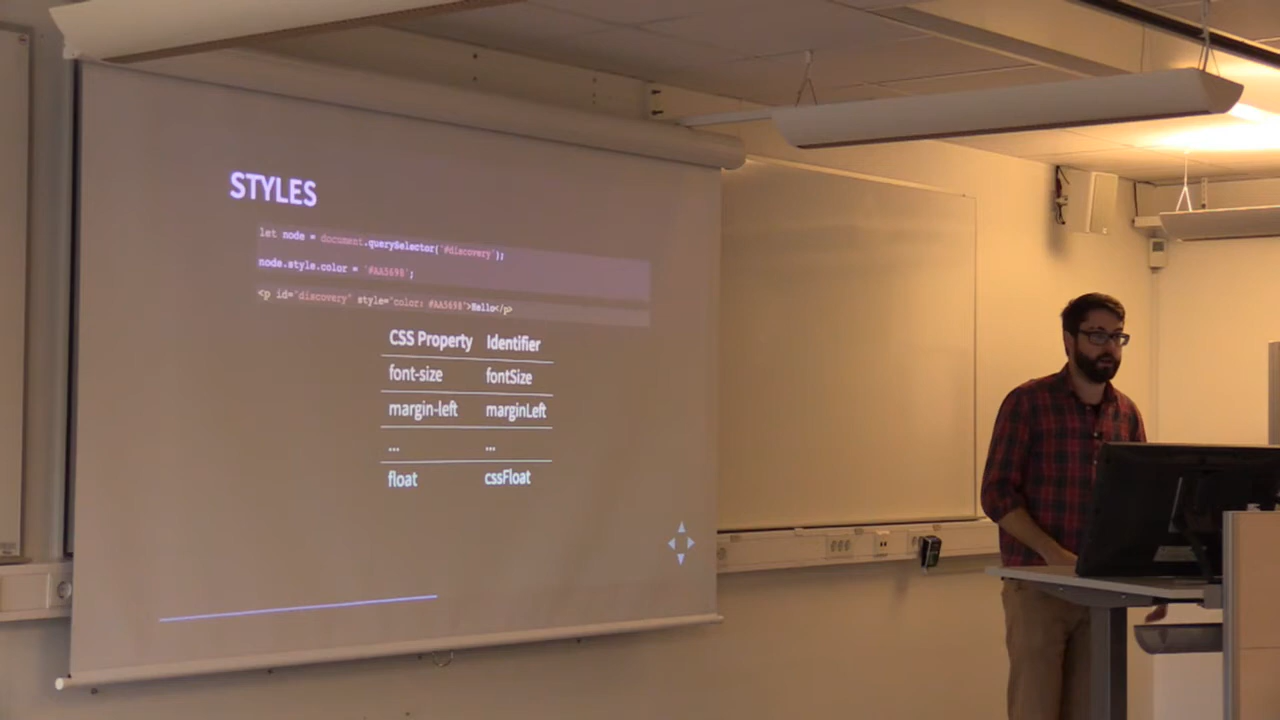 STYLES
let node = document.querySelector('#discovery');
node.style.color = '#AA5698';
<p id="discovery" style="color: #AA5698">Hello</p>
CSS Property Identifier
font-size fontSize
margin-left marginLeft
... ...
float cssFloat